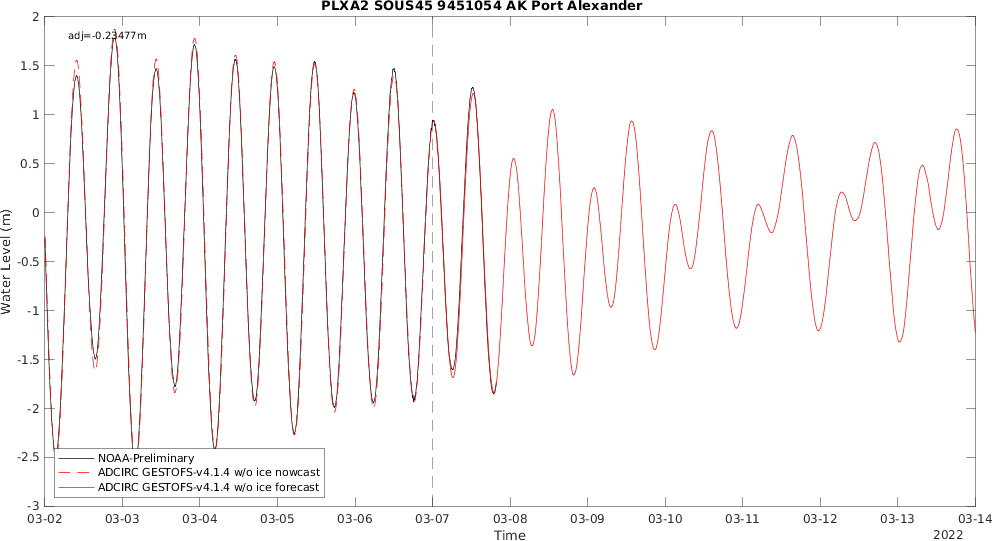 PLXA2 SOUS45 9451054 AK Port Alexander
adj=-0.23477m
2
1.5
1
0.5
0
-0.5
-1
-1.5
-2
-2.5
-3
Water Level (m)
NOAA-Preliminary
ADCIRC GESTOFS-v4.1.4 w/o ice nowcast
ADCIRC GESTOFS-v4.1.4 w/o ice forecast
03-02 03-03 03-04 03-05 03-06 03-07 03-08 03-09 03-10 03-11 03-12 03-13 03-14
Time
2022